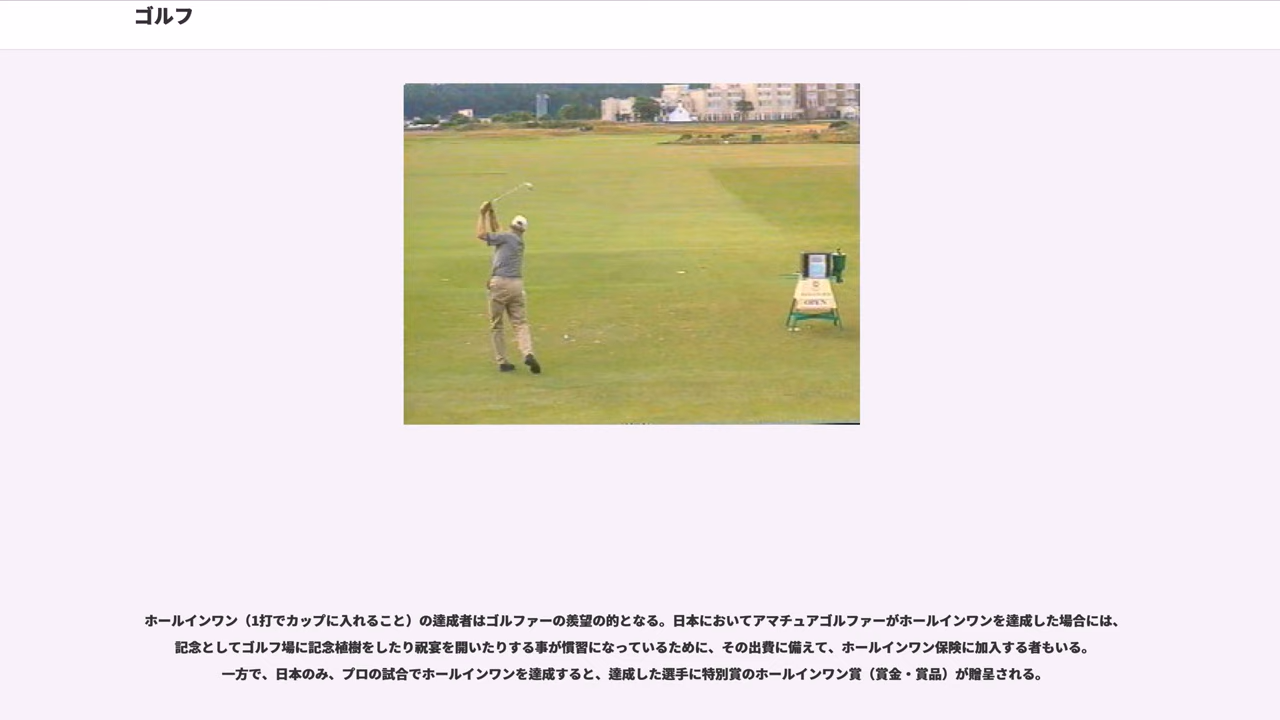 ゴルフ
OPEN
ホールインワン（1打でカップに入れること）の達成者はゴルファーの羨望の的となる。日本においてアマチュアゴルファーがホールインワンを達成した場合には、
記念としてゴルフ場に記念植樹をしたり祝宴を開いたりする事が慣習になっているために、その出費に備えて、ホールインワン保険に加入する者もいる。
一方で、日本のみ、プロの試合でホールインワンを達成すると、達成した選手に特別賞のホールインワン賞（賞金・賞品）が贈呈される。